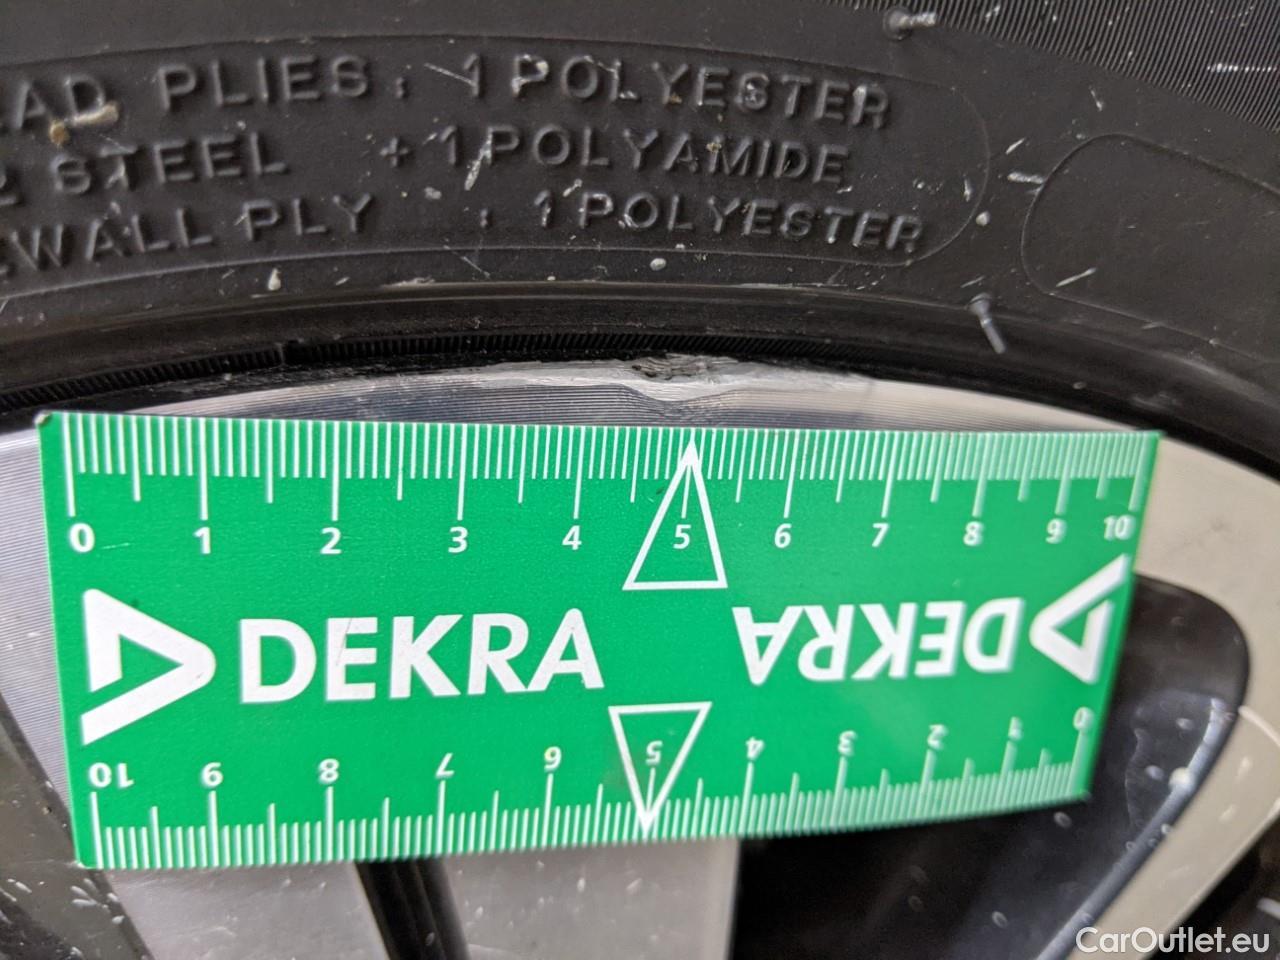 PLIES : 1 POLYESTER
2 STEEL + 1 POLYAMIDE
PLY : 1 POLYESTER
0 1 2 3 4 5 6 7 8 9 10
DEKRA
DEKRA
10 9 8 7 6 5 4 3 2 1 0
CarOutlet.eu